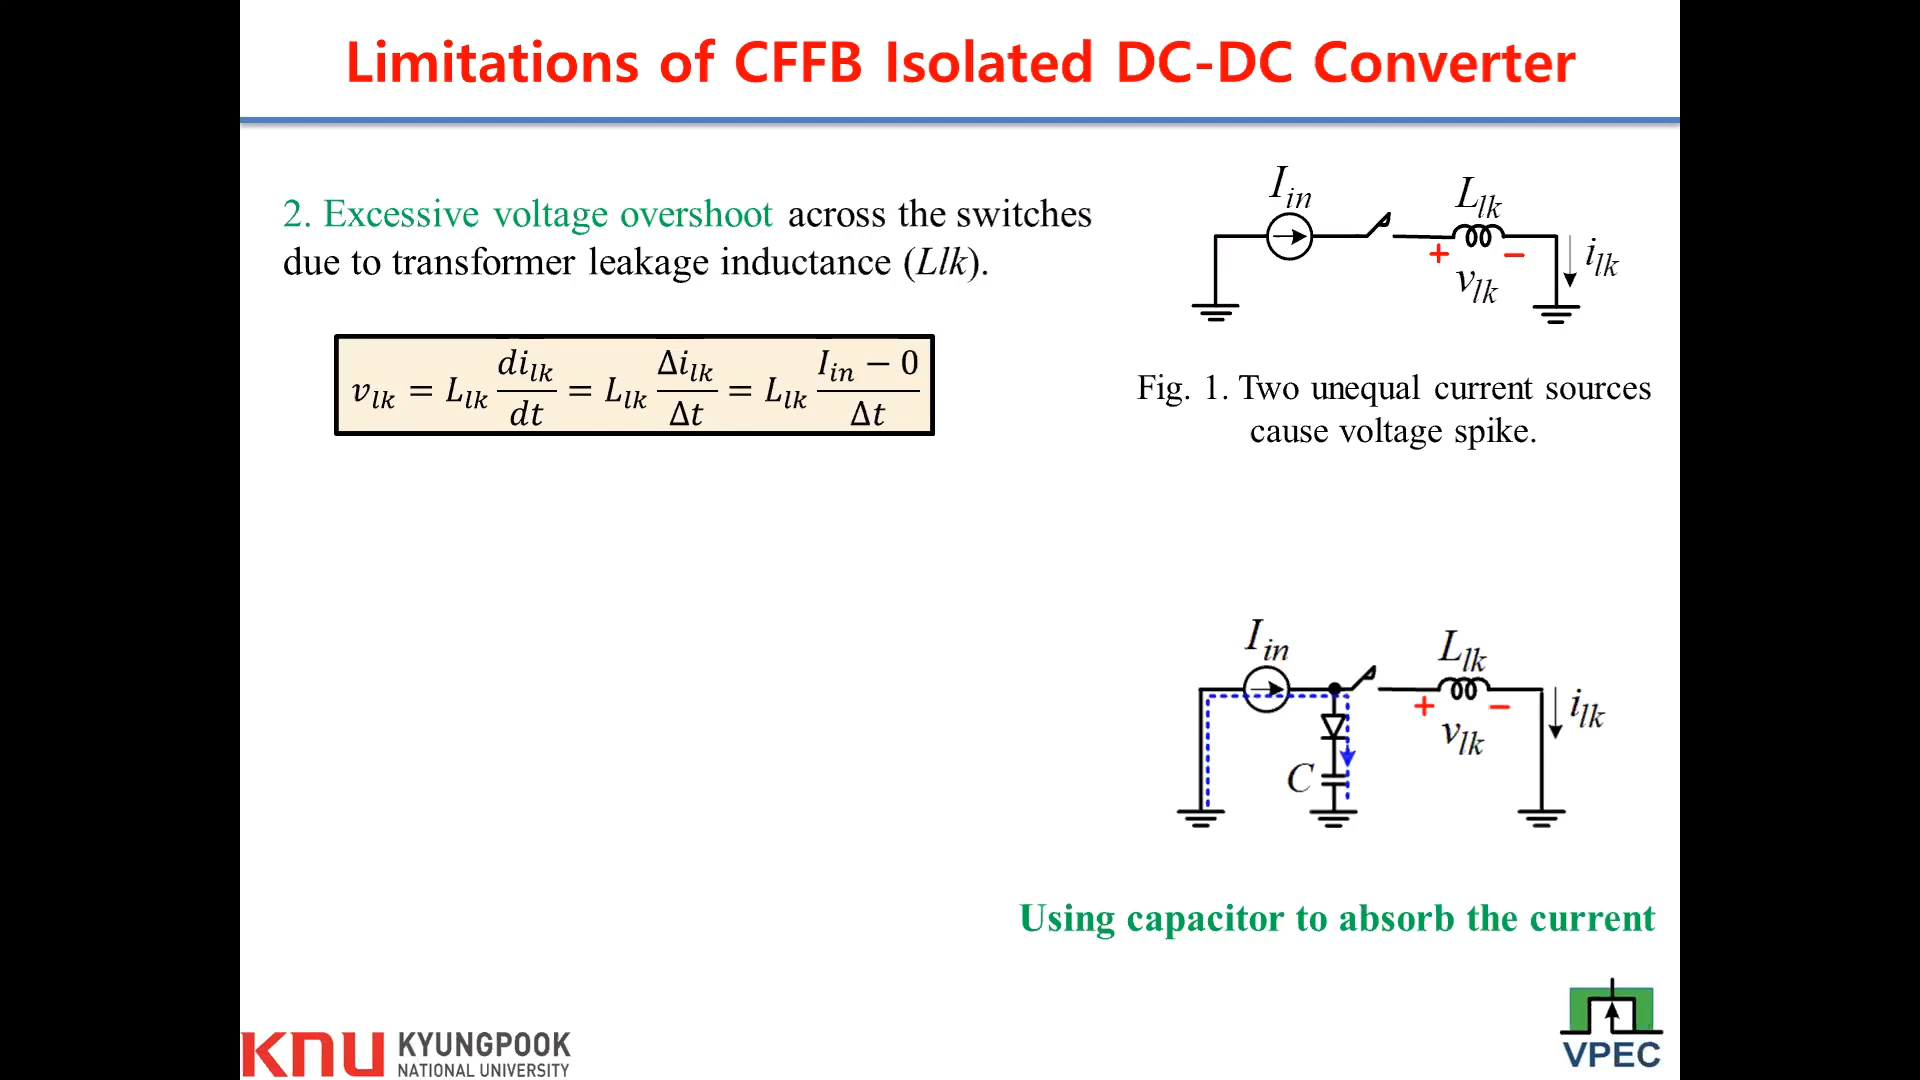 Limitations of CFFB Isolated DC-DC Converter
2. Excessive voltage overshoot across the switches
due to transformer leakage inductance (Llk).
v_lk = L_lk di_lk/dt = L_lk Δi_lk/Δt = L_lk (I_in − 0)/Δt
I_in
L_lk
+ −
v_lk
i_lk
Fig. 1. Two unequal current sources
cause voltage spike.
I_in
L_lk
+ −
v_lk
i_lk
C
Using capacitor to absorb the current
KNU KYUNGPOOK
NATIONAL UNIVERSITY
VPEC